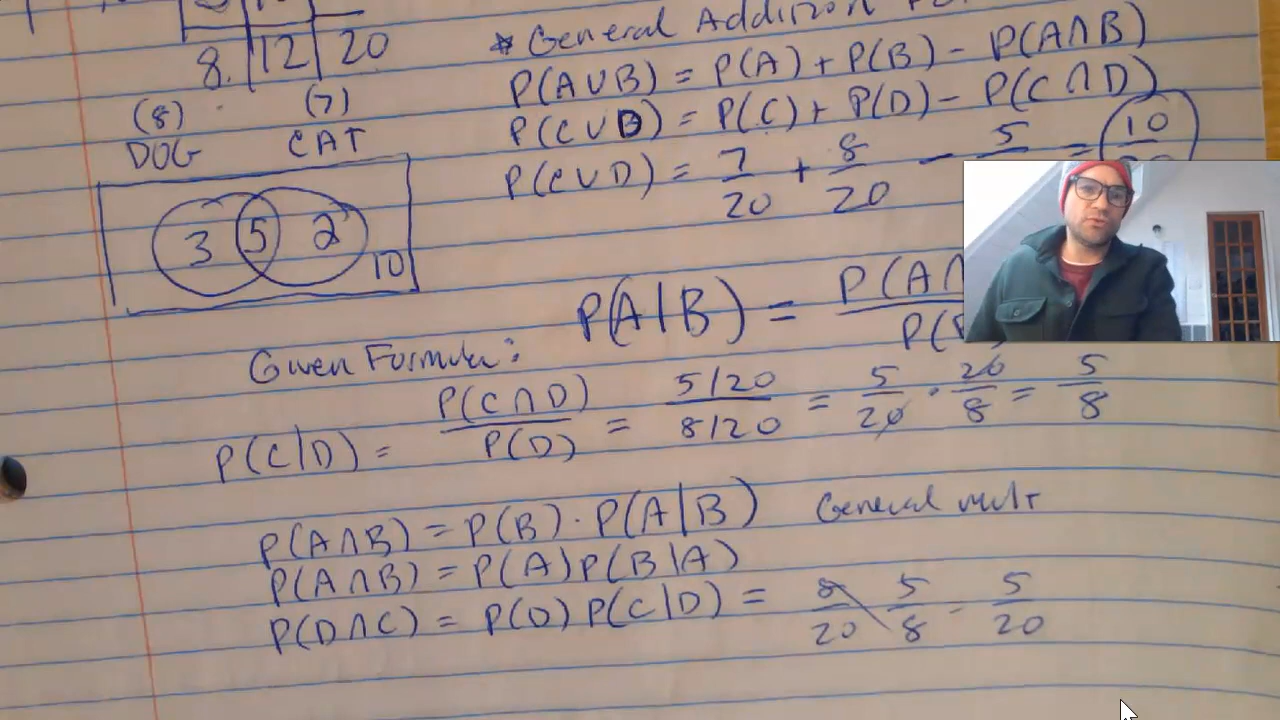 8. 12 20
* General Addition
P(A∪B) = P(A) + P(B) - P(A∩B)
P(C∪D) = P(C) + P(D) - P(C∩D)
P(C∪D) = 7/20 + 8/20 - 5 = 10
(8) (7)
DOG CAT
3 5 2
10
P(A|B) = P(A∩
P(
Given Formula:
P(C|D) = P(C∩D)/P(D) = 5/20 / 8/20 = 5/20 · 20/8 = 5/8
P(A∩B) = P(B) · P(A|B) General mult
P(A∩B) = P(A) P(B|A)
P(D∩C) = P(D) P(C|D) = 8/20 5/8 = 5/20